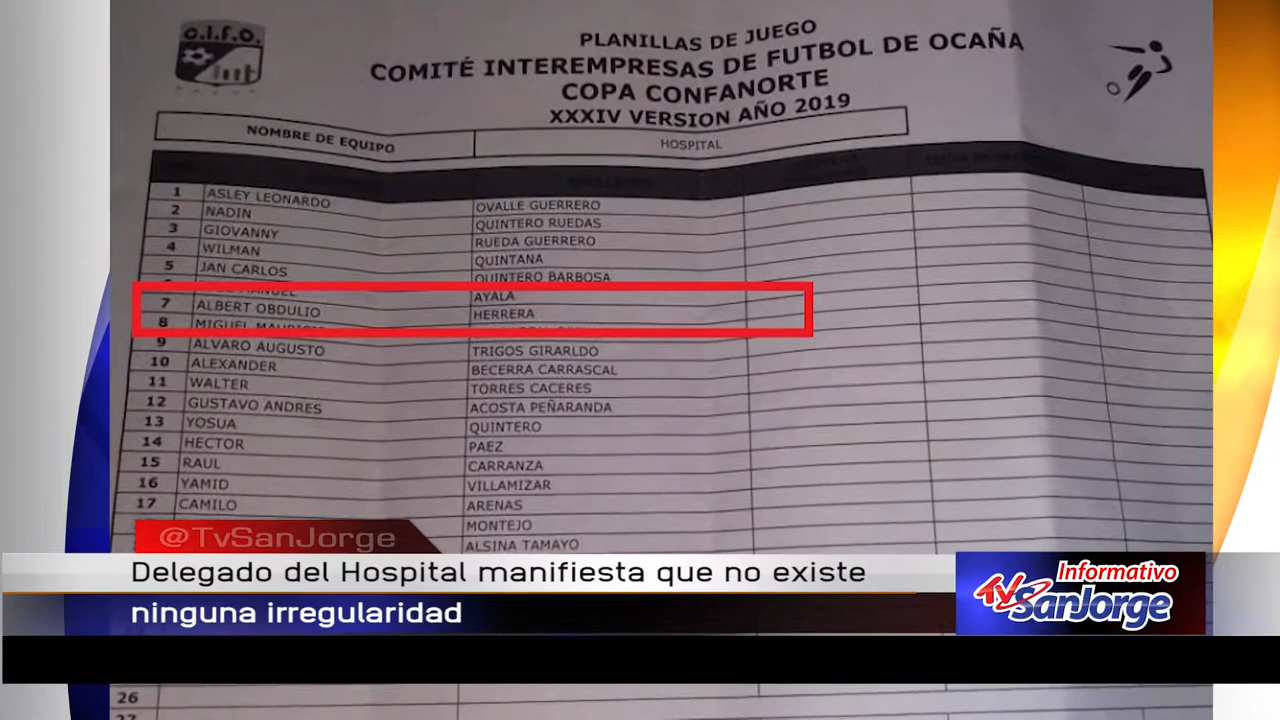 C.I.F.O.
PLANILLAS DE JUEGO
COMITÉ INTEREMPRESAS DE FUTBOL DE OCAÑA
COPA CONFANORTE
XXXIV VERSION AÑO 2019
NOMBRE DE EQUIPO HOSPITAL
1 ASLEY LEONARDO OVALLE GUERRERO
2 NADIN QUINTERO RUEDAS
3 GIOVANNY RUEDA GUERRERO
4 WILMAN QUINTANA
5 JAN CARLOS QUINTERO BARBOSA
MANUEL AYALA
7 ALBERT OBDULIO HERRERA
8 MIGUEL MAURICIO
9 ALVARO AUGUSTO TRIGOS GIRARLDO
10 ALEXANDER BECERRA CARRASCAL
11 WALTER TORRES CACERES
12 GUSTAVO ANDRES ACOSTA PEÑARANDA
13 YOSUA QUINTERO
14 HECTOR PAEZ
15 RAUL CARRANZA
16 YAMID VILLAMIZAR
17 CAMILO ARENAS
MONTEJO
ALSINA TAMAYO
@TvSanJorge
Delegado del Hospital manifiesta que no existe
ninguna irregularidad
Informativo
TV SanJorge
26
27